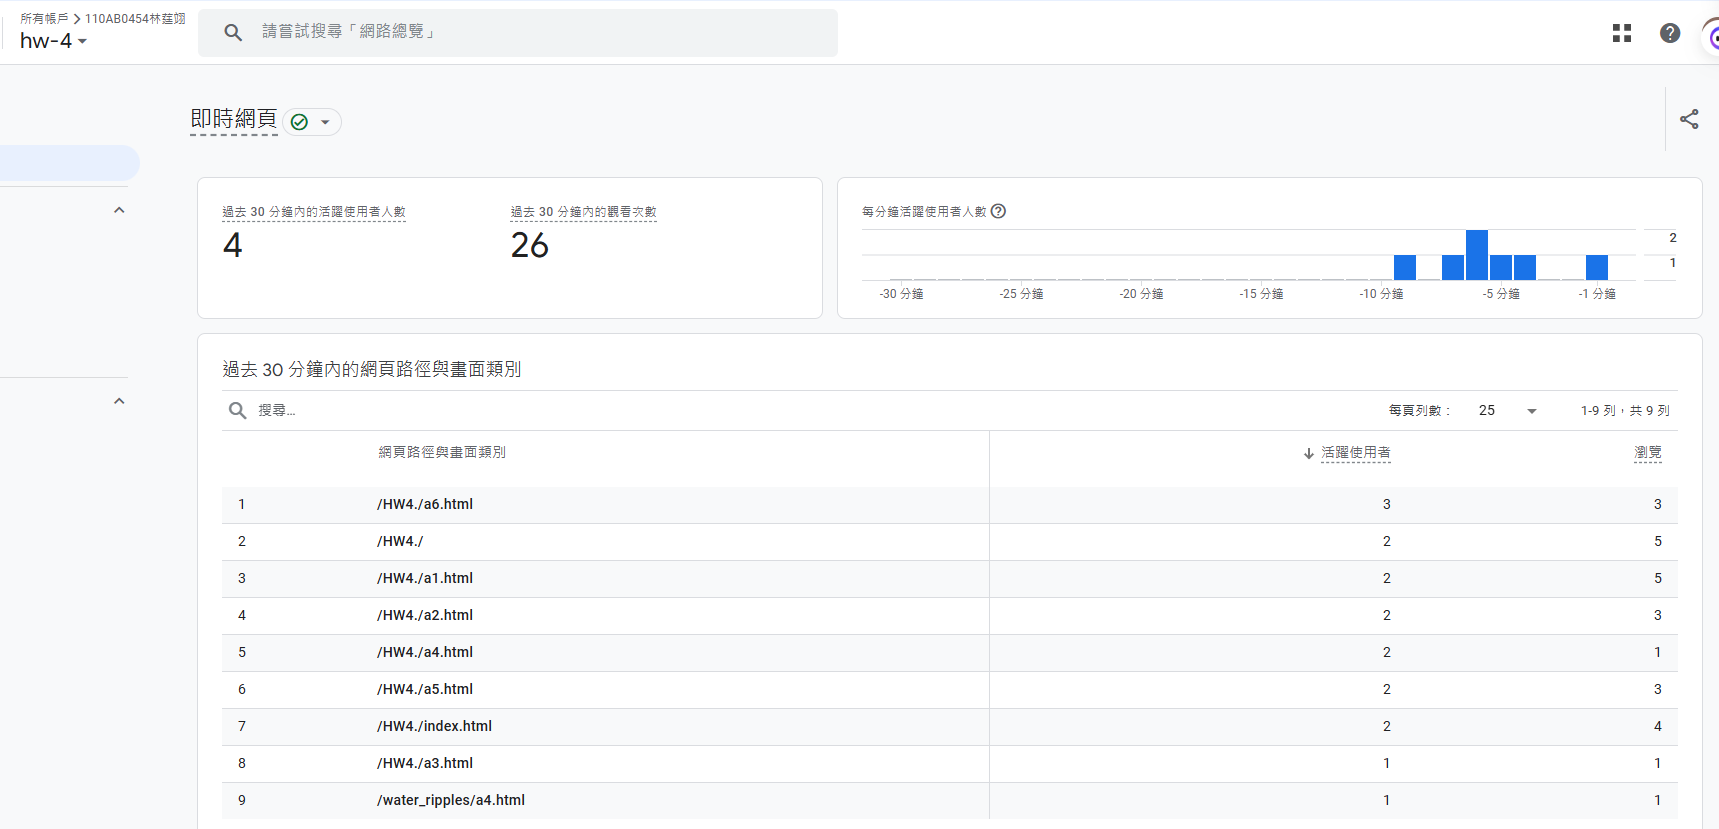 所有帳戶 > 110AB0454林莛翊
hw-4
請嘗試搜尋「網路總覽」
即時網頁
過去 30 分鐘內的活躍使用者人數
4
過去 30 分鐘內的觀看次數
26
每分鐘活躍使用者人數
2
1
-30 分鐘 -25 分鐘 -20 分鐘 -15 分鐘 -10 分鐘 -5 分鐘 -1 分鐘
過去 30 分鐘內的網頁路徑與畫面類別
搜尋... 每頁列數： 25 1-9 列，共 9 列
網頁路徑與畫面類別 ↓ 活躍使用者 瀏覽
1 /HW4./a6.html 3 3
2 /HW4./ 2 5
3 /HW4./a1.html 2 5
4 /HW4./a2.html 2 3
5 /HW4./a4.html 2 1
6 /HW4./a5.html 2 3
7 /HW4./index.html 2 4
8 /HW4./a3.html 1 1
9 /water_ripples/a4.html 1 1